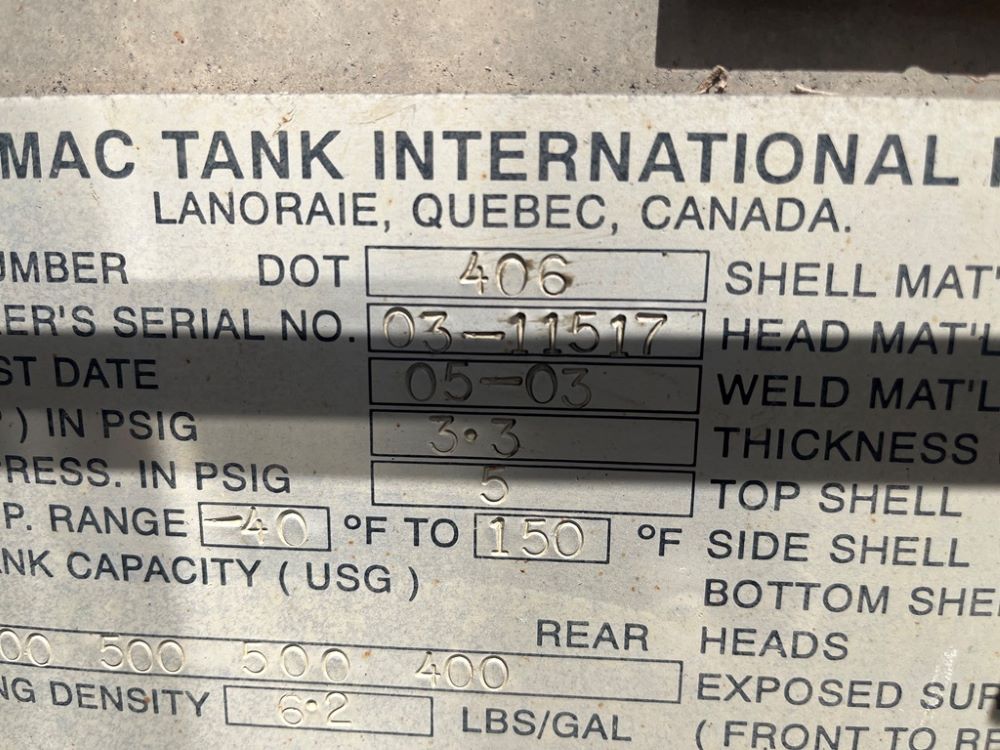 MAC TANK INTERNATIONAL
LANORAIE, QUEBEC, CANADA.
UMBER DOT 406 SHELL MAT'
ER'S SERIAL NO. 03-11517 HEAD MAT'L
ST DATE 05-03 WELD MAT'L
) IN PSIG 3.3 THICKNESS
RESS. IN PSIG 5 TOP SHELL
P. RANGE -40 °F TO 150 °F SIDE SHELL
NK CAPACITY ( USG ) BOTTOM SHE
REAR HEADS
00 500 500 400 EXPOSED SUR
NG DENSITY 6.2 LBS/GAL ( FRONT TO RE